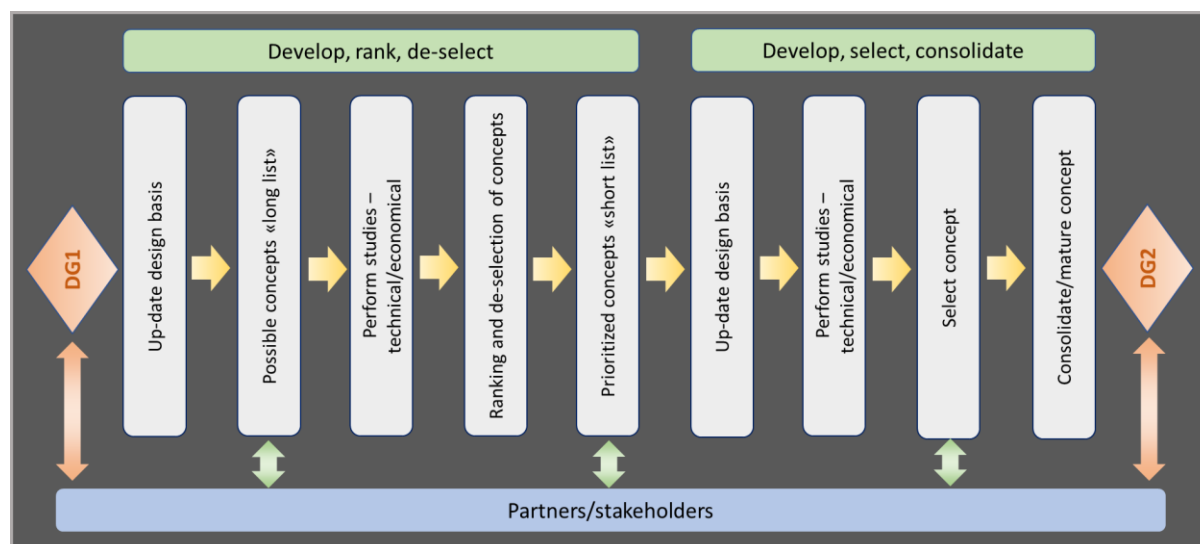 Develop, rank, de-select
Develop, select, consolidate
DG1
Up-date design basis
Possible concepts «long list»
Perform studies –
technical/economical
Ranking and de-selection of concepts
Prioritized concepts «short list»
Up-date design basis
Perform studies –
technical/economical
Select concept
Consolidate/mature concept
DG2
Partners/stakeholders